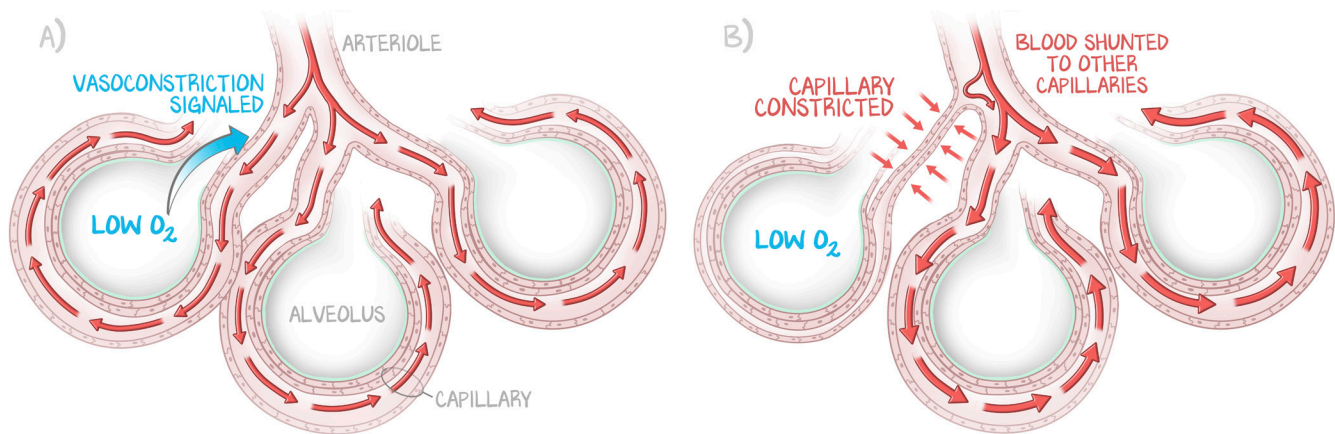 A)
ARTERIOLE
VASOCONSTRICTION
SIGNALED
LOW O₂
ALVEOLUS
CAPILLARY
B)
BLOOD SHUNTED
TO OTHER
CAPILLARIES
CAPILLARY
CONSTRICTED
LOW O₂